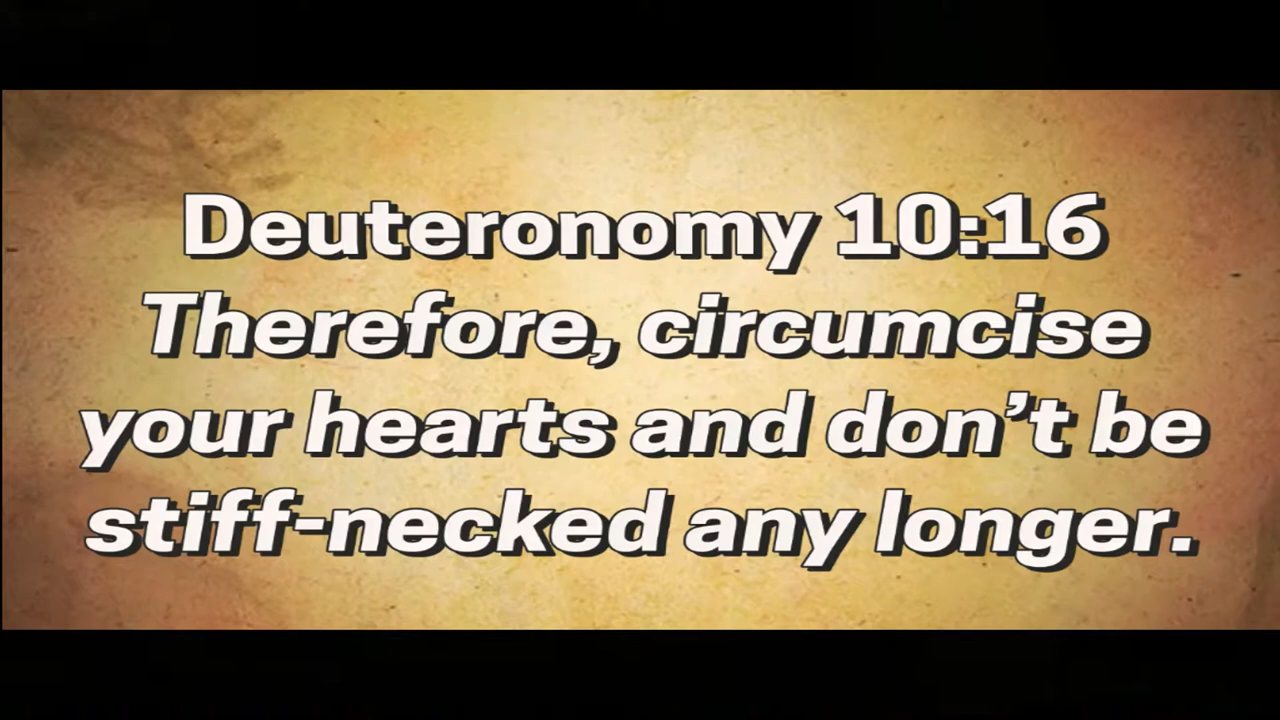 Deuteronomy 10:16
Therefore, circumcise
your hearts and don’t be
stiff-necked any longer.